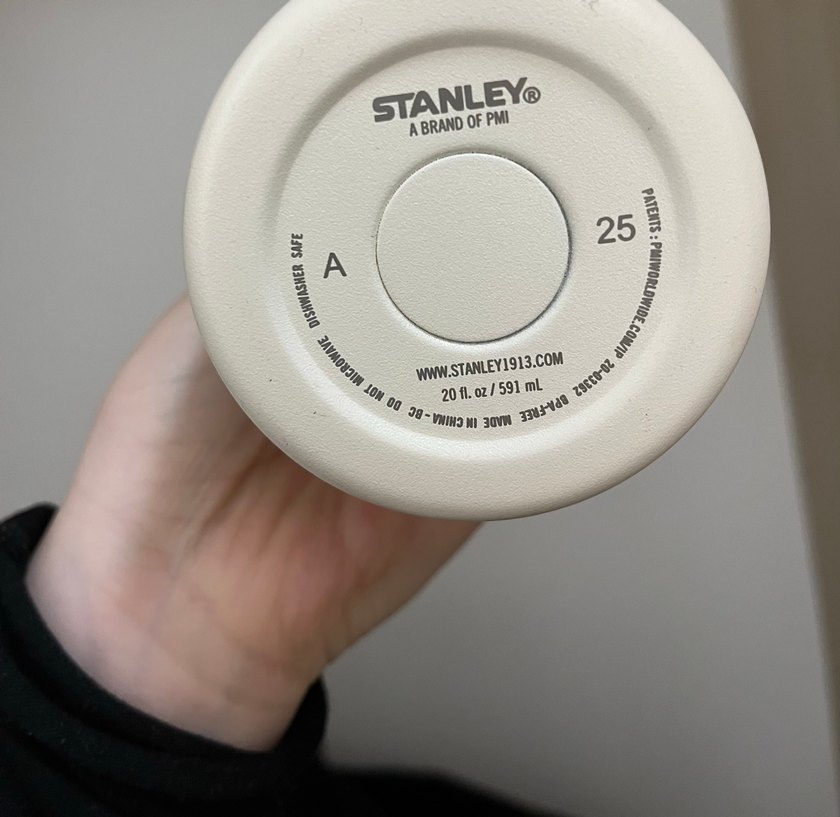 STANLEY®
A BRAND OF PMI
A
25
WWW.STANLEY1913.COM
20 fl. oz / 591 mL
PATENTS : PMIWORLDWIDE.COM/IP 20-03362 BPA-FREE MADE IN CHINA - BC DO NOT MICROWAVE DISHWASHER SAFE